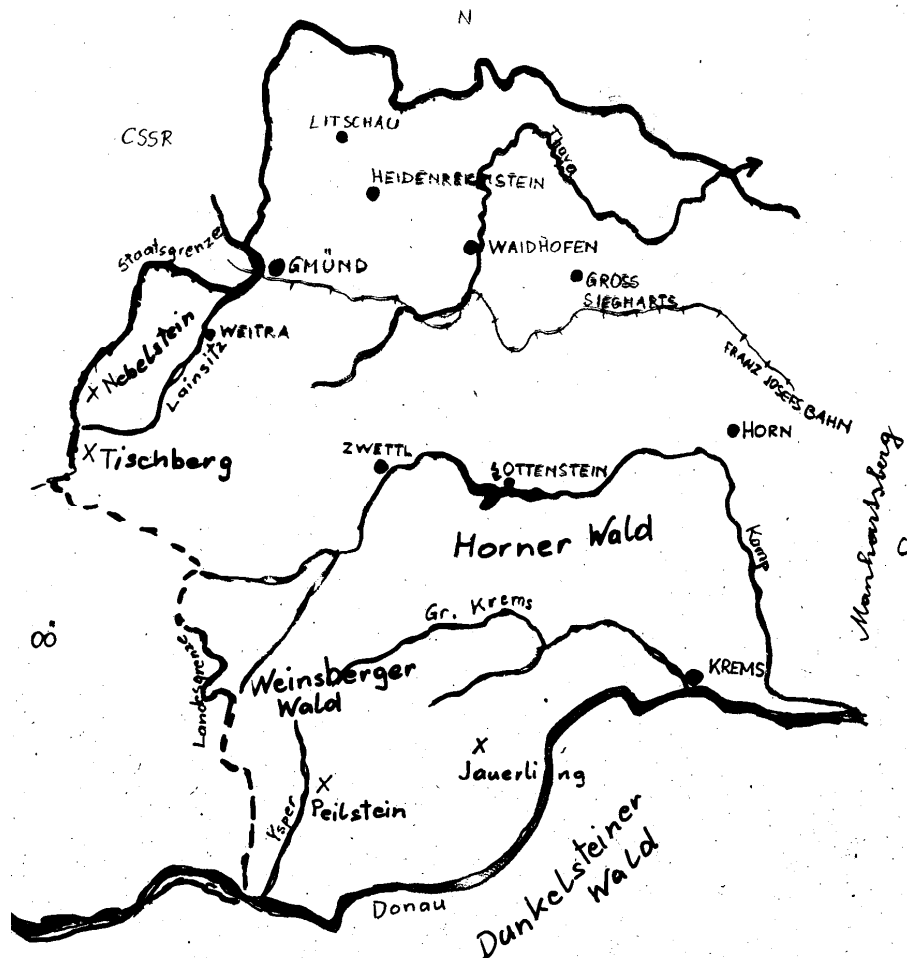 N
CSSR
LITSCHAU
HEIDENREICHSTEIN
Thaya
Staatsgrenze
WAIDHOFEN
GMÜND
GROSS
SIEGHARTS
WEITRA
Nebelstein
Lainsitz
FRANZ JOSEFS BAHN
HORN
Tischberg
ZWETTL
OTTENSTEIN
Manhartsberg
Horner Wald
Kamp
Gr. Krems
OÖ
Landesgrenze
Weinsberger
Wald
KREMS
Jauerling
Peilstein
Ysper
Donau
Dunkelsteiner
Wald